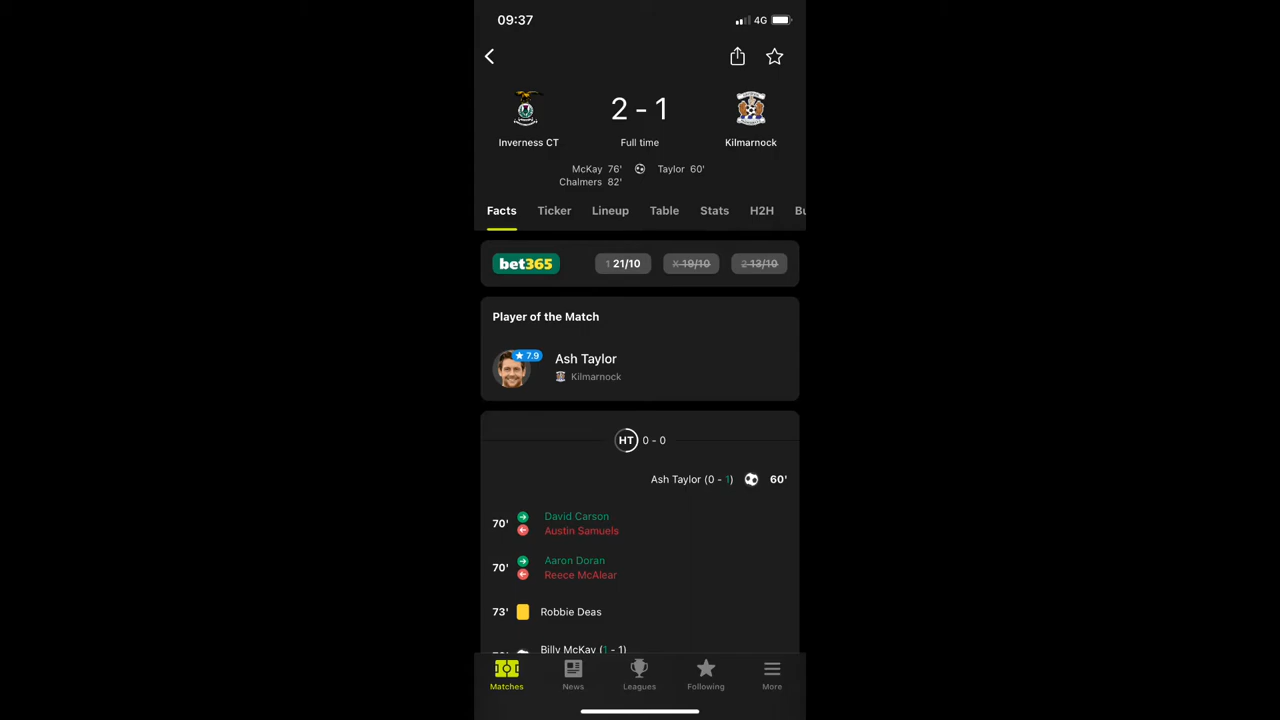 09:37
4G
2 - 1
Inverness CT
Full time
Kilmarnock
McKay 76'
Taylor 60'
Chalmers 82'
Facts Ticker Lineup Table Stats H2H Bu
bet365
1 21/10
X 19/10
2 13/10
Player of the Match
7.9
Ash Taylor
Kilmarnock
HT 0 - 0
Ash Taylor (0 - 1) 60'
70' David Carson
Austin Samuels
70' Aaron Doran
Reece McAlear
73' Robbie Deas
Billy McKay (1 - 1)
Matches News Leagues Following More